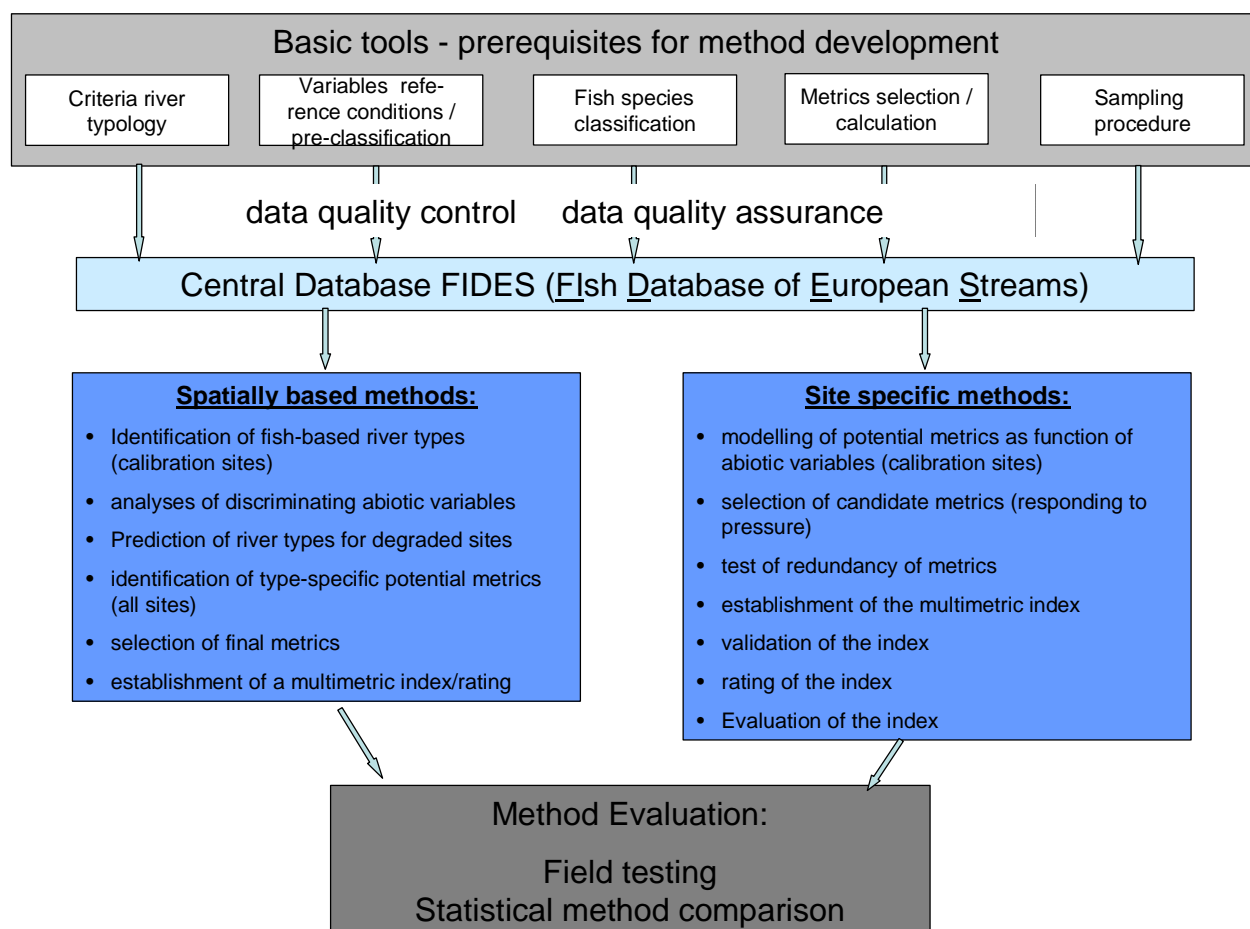 Basic tools - prerequisites for method development
Criteria river
typology
Variables refe-
rence conditions /
pre-classification
Fish species
classification
Metrics selection /
calculation
Sampling
procedure
data quality control data quality assurance
Central Database FIDES (FIsh Database of European Streams)
Spatially based methods:
• Identification of fish-based river types
(calibration sites)
• analyses of discriminating abiotic variables
• Prediction of river types for degraded sites
• identification of type-specific potential metrics
(all sites)
• selection of final metrics
• establishment of a multimetric index/rating
Site specific methods:
• modelling of potential metrics as function of
abiotic variables (calibration sites)
• selection of candidate metrics (responding to
pressure)
• test of redundancy of metrics
• establishment of the multimetric index
• validation of the index
• rating of the index
• Evaluation of the index
Method Evaluation:
Field testing
Statistical method comparison